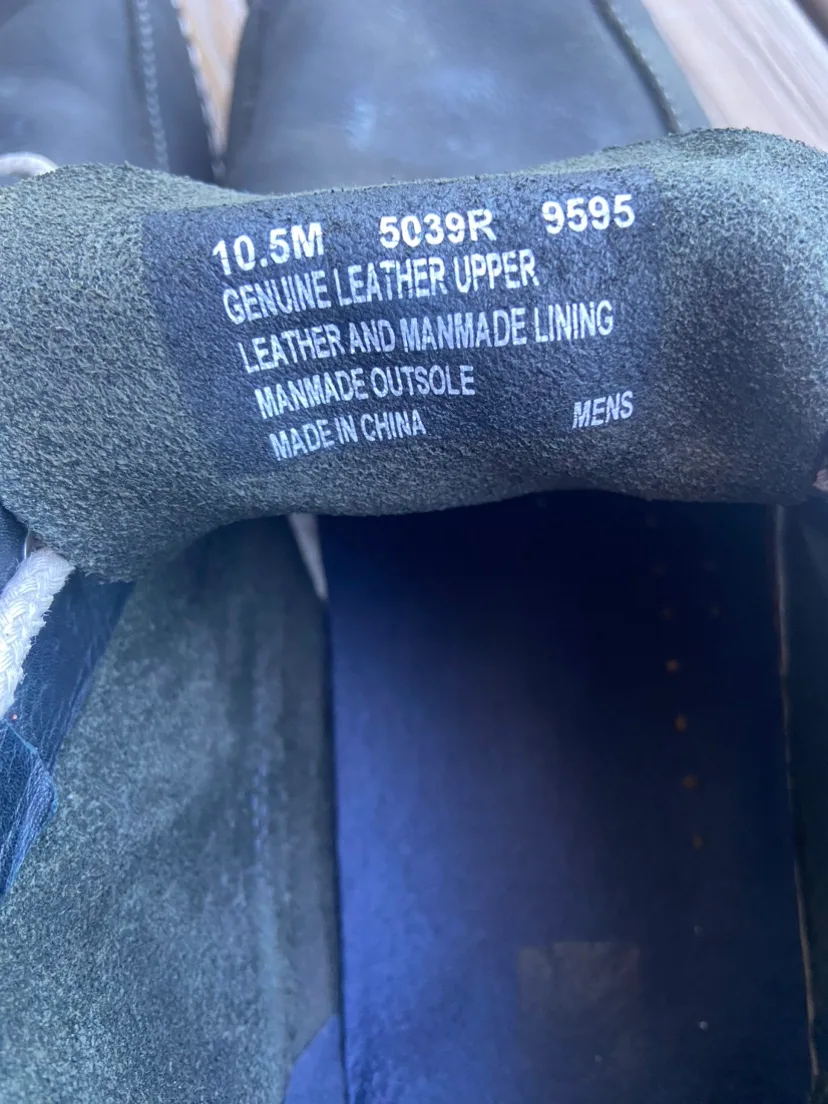 10.5M 5039R 9595
GENUINE LEATHER UPPER
LEATHER AND MANMADE LINING
MANMADE OUTSOLE
MADE IN CHINA MENS